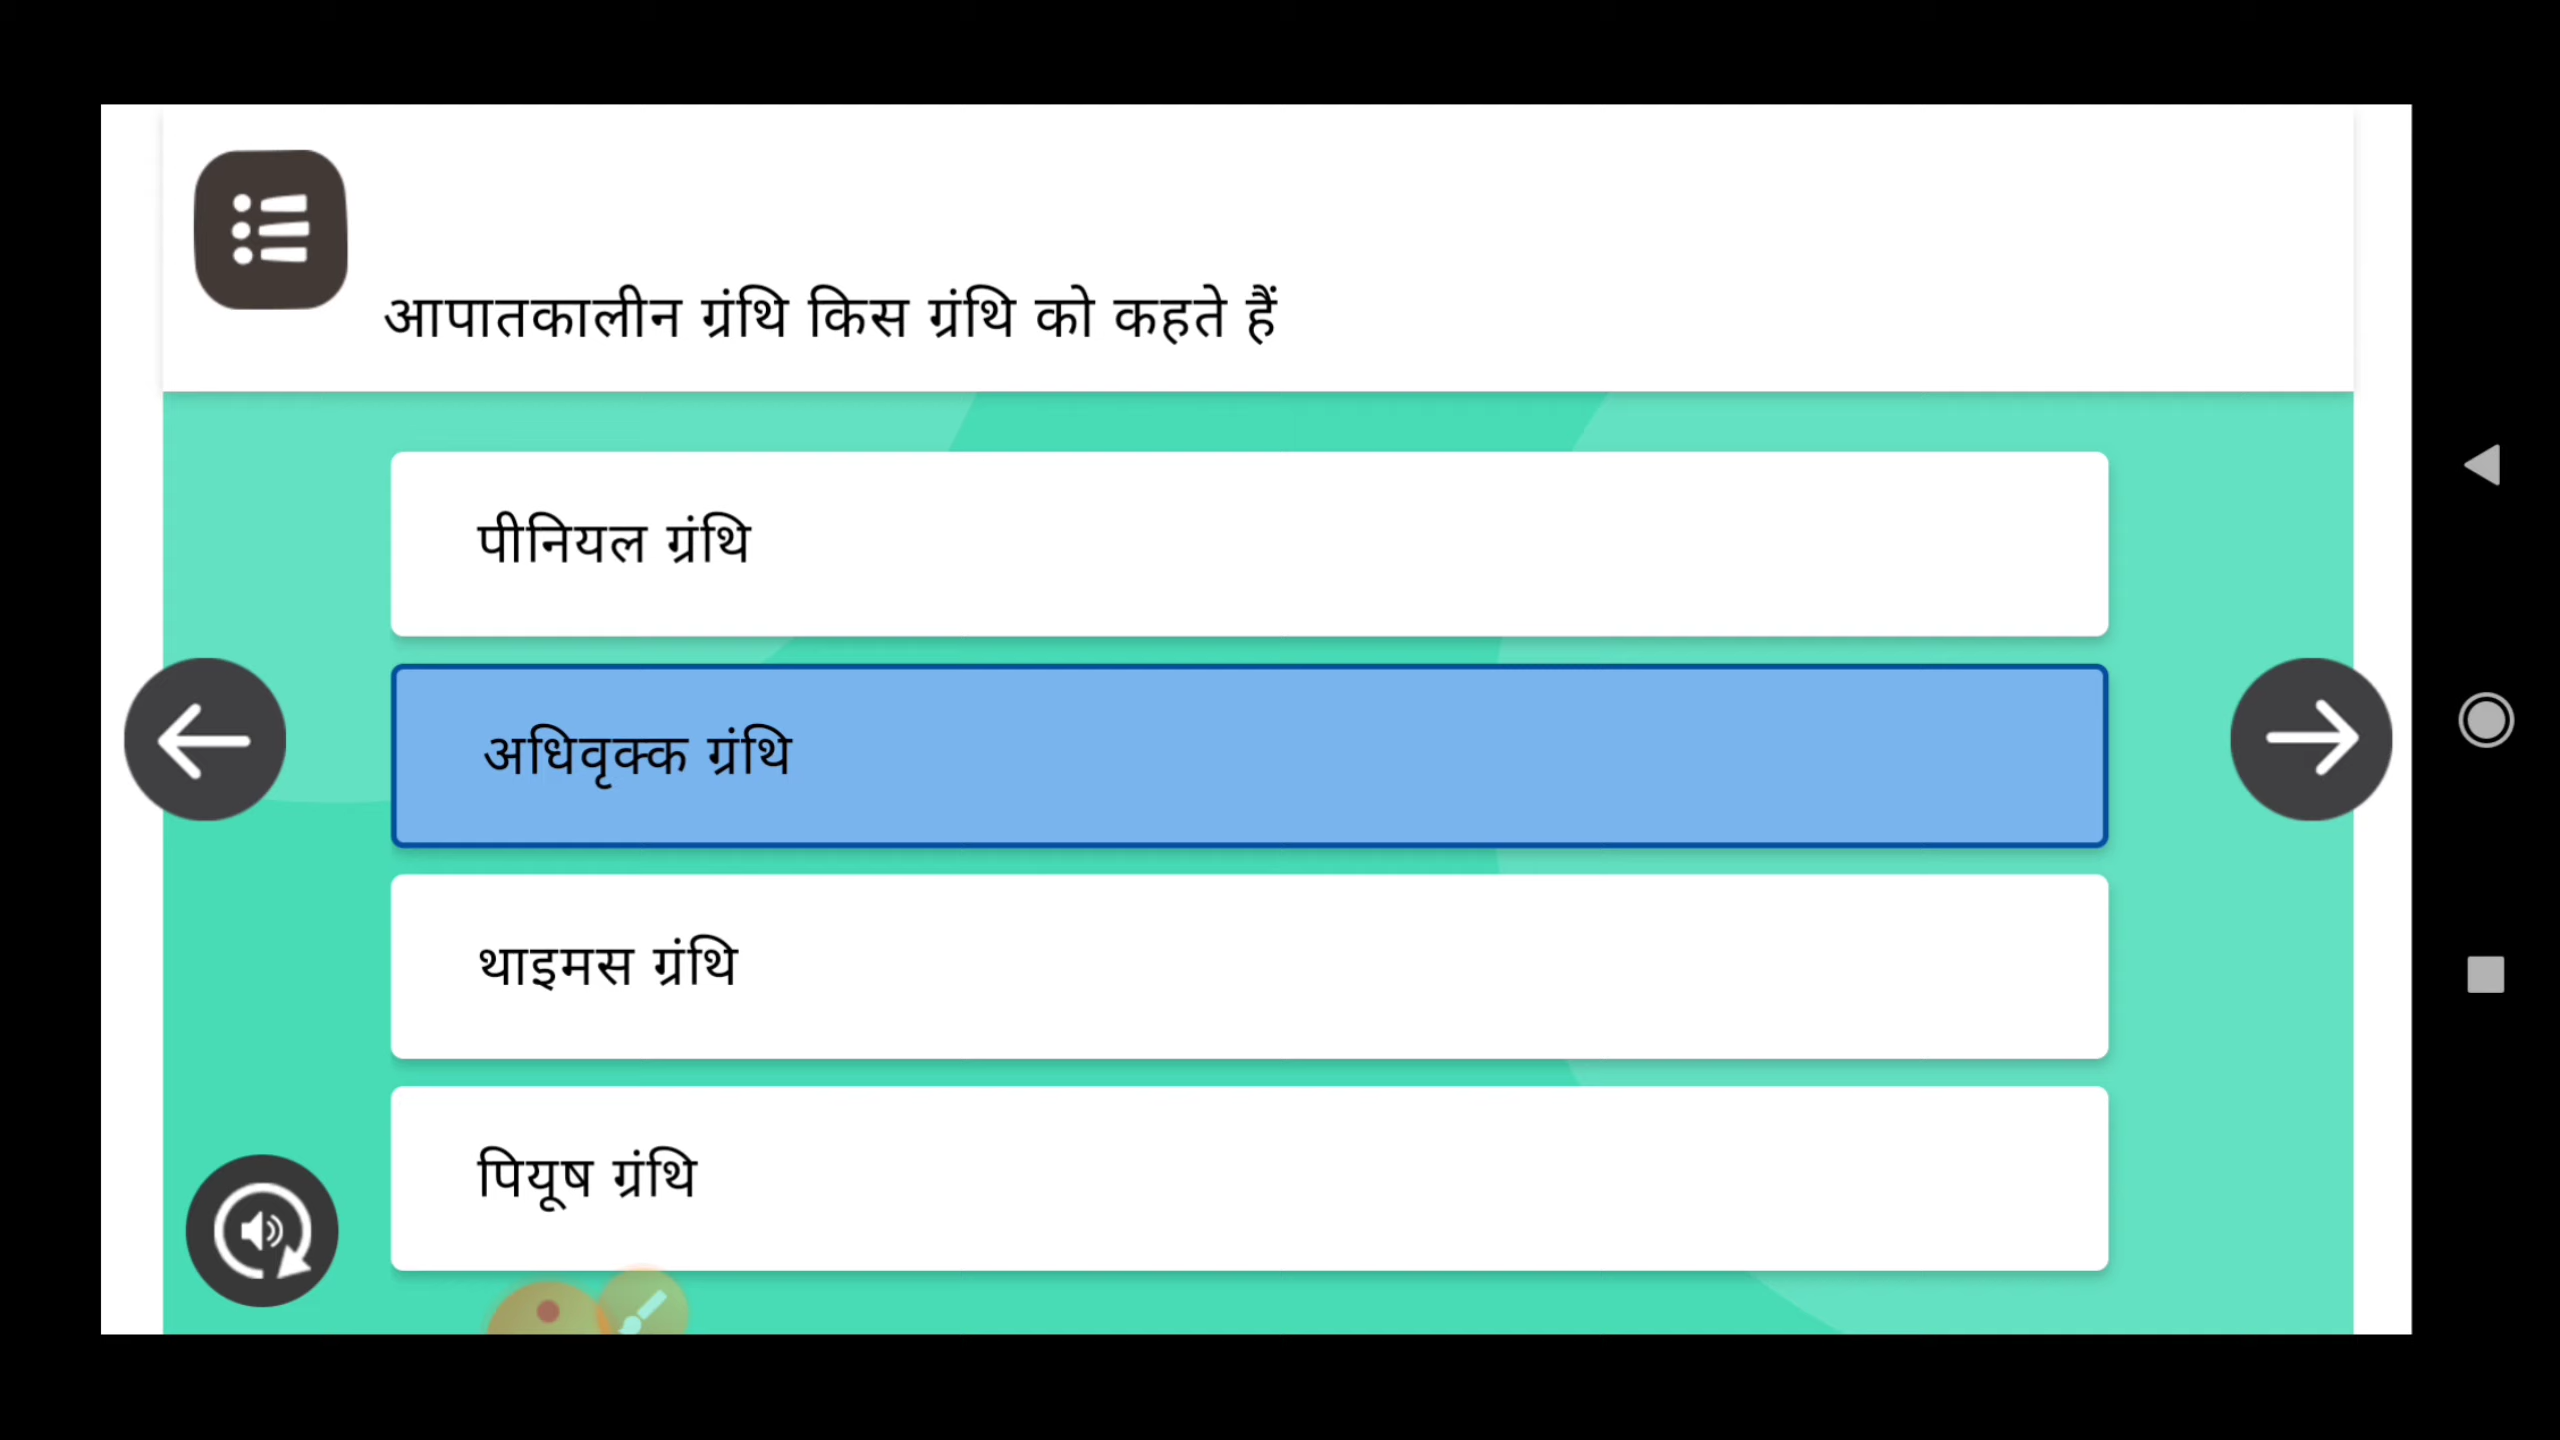 आपातकालीन ग्रंथि किस ग्रंथि को कहते हैं
पीनियल ग्रंथि
अधिवृक्क ग्रंथि
थाइमस ग्रंथि
पियूष ग्रंथि